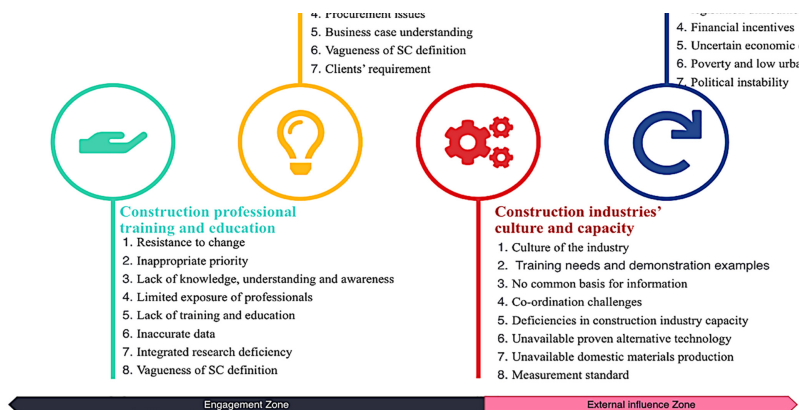 4. Procurement issues
5. Business case understanding
6. Vagueness of SC definition
7. Clients' requirement
4. Financial incentives
5. Uncertain economic
6. Poverty and low
7. Political instability
Construction professional
training and education
1. Resistance to change
2. Inappropriate priority
3. Lack of knowledge, understanding and awareness
4. Limited exposure of professionals
5. Lack of training and education
6. Inaccurate data
7. Integrated research deficiency
8. Vagueness of SC definition
Construction industries'
culture and capacity
1. Culture of the industry
2. Training needs and demonstration examples
3. No common basis for information
4. Co-ordination challenges
5. Deficiencies in construction industry capacity
6. Unavailable proven alternative technology
7. Unavailable domestic materials production
8. Measurement standard
Engagement Zone
External influence Zone